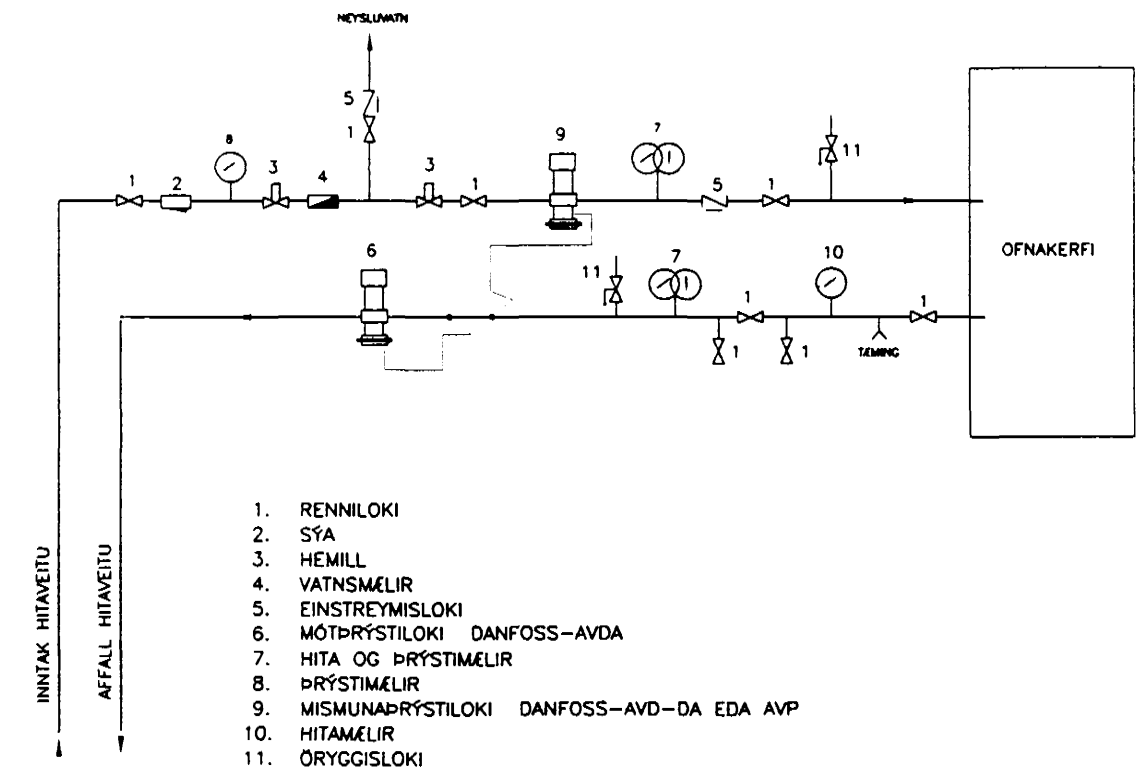 NEYSLUVATN
5
1
8
9
7
11
1
2
3
4
3
1
5
1
OFNAKERFI
6
11
7
10
1
1
1
1
TÆMING
INNTAK HITAVEITU
AFFALL HITAVEITU
1. RENNILOKI
2. SÝA
3. HEMILL
4. VATNSMÆLIR
5. EINSTREYMISLOKI
6. MÓTÞRÝSTILOKI DANFOSS-AVDA
7. HITA OG ÞRÝSTIMÆLIR
8. ÞRÝSTIMÆLIR
9. MISMUNAÞRÝSTILOKI DANFOSS-AVD-DA EDA AVP
10. HITAMÆLIR
11. ÖRYGGISLOKI